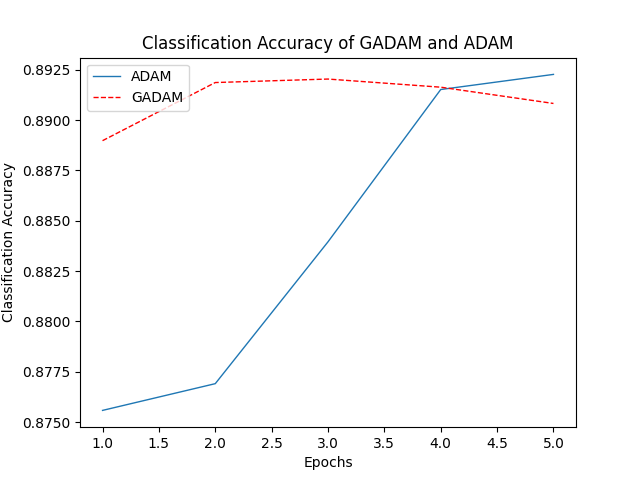 Classification Accuracy of GADAM and ADAM
ADAM
GADAM
Classification Accuracy
0.8925
0.8900
0.8875
0.8850
0.8825
0.8800
0.8775
0.8750
1.0 1.5 2.0 2.5 3.0 3.5 4.0 4.5 5.0
Epochs